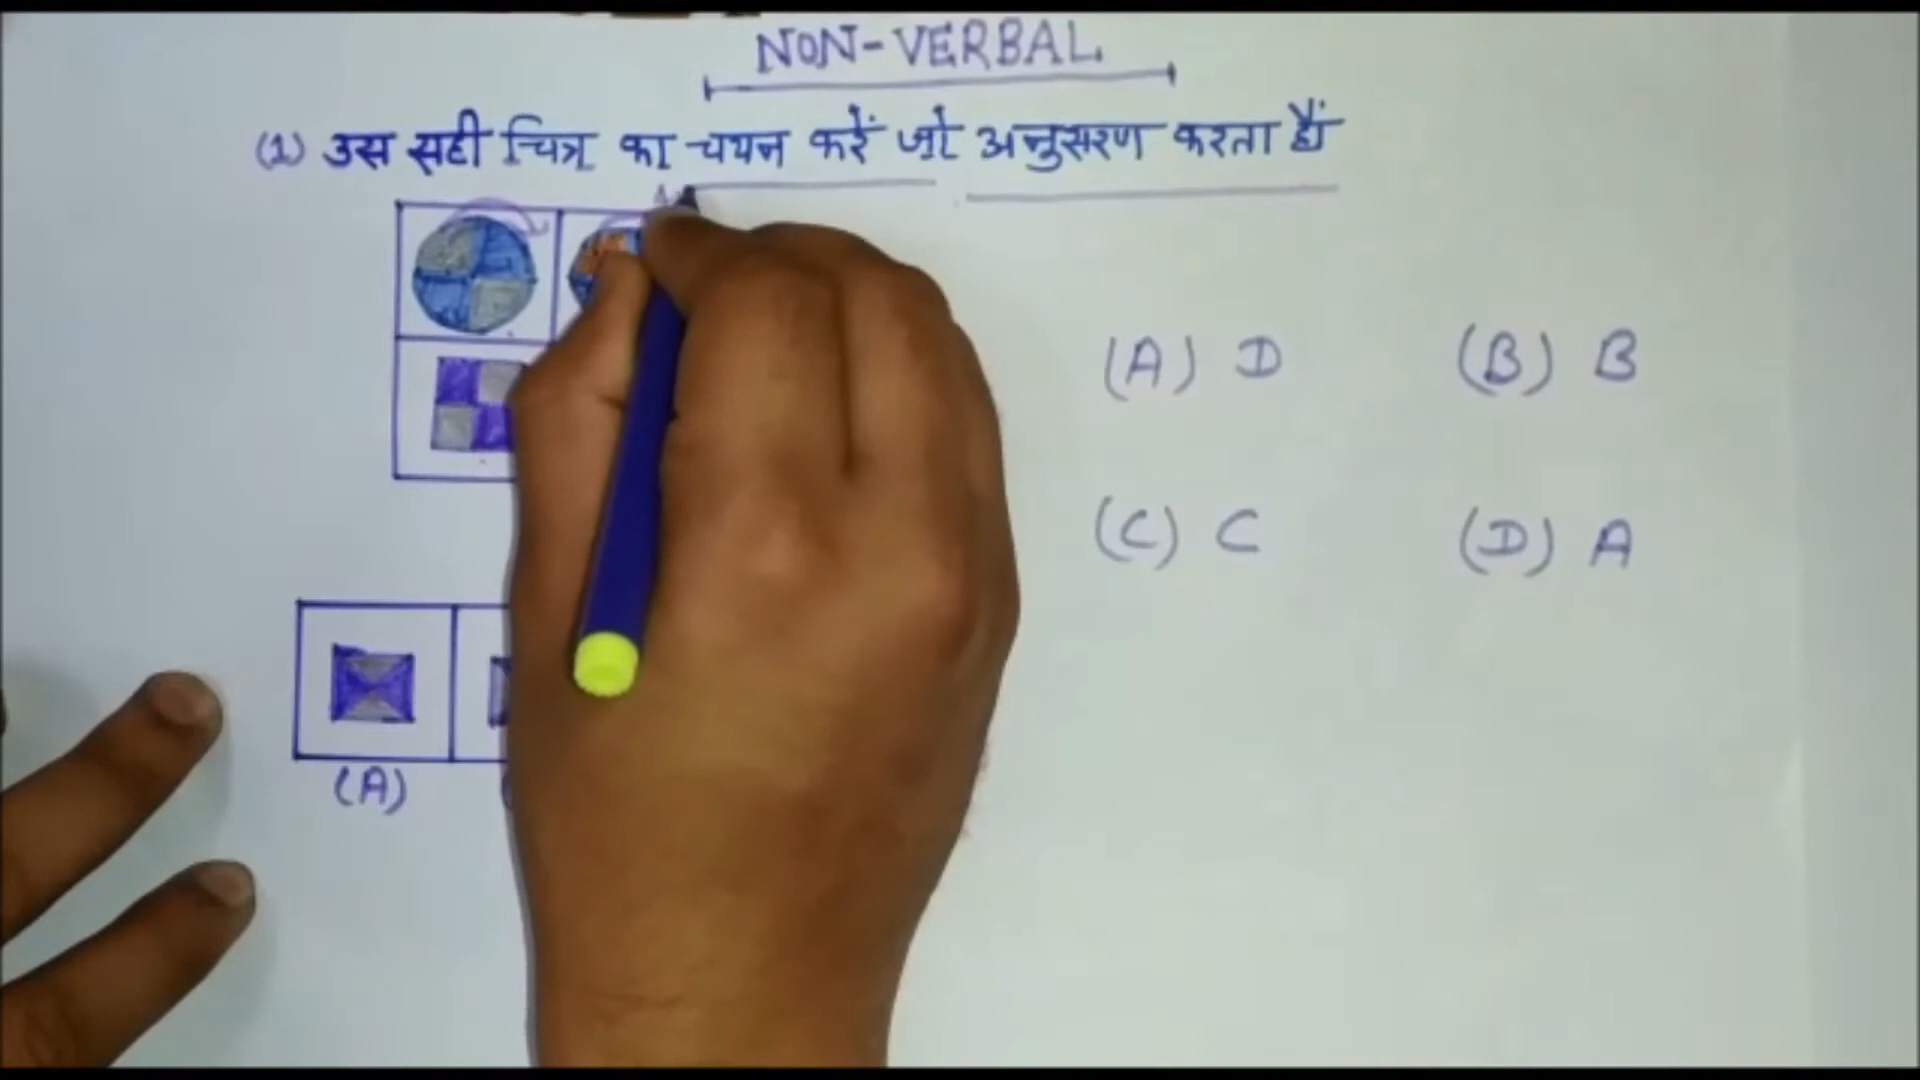 NON-VERBAL
(1) उस सही चित्र का चयन करें जो अनुसरण करता हैं
(A) D (B) B
(C) C (D) A
(A)